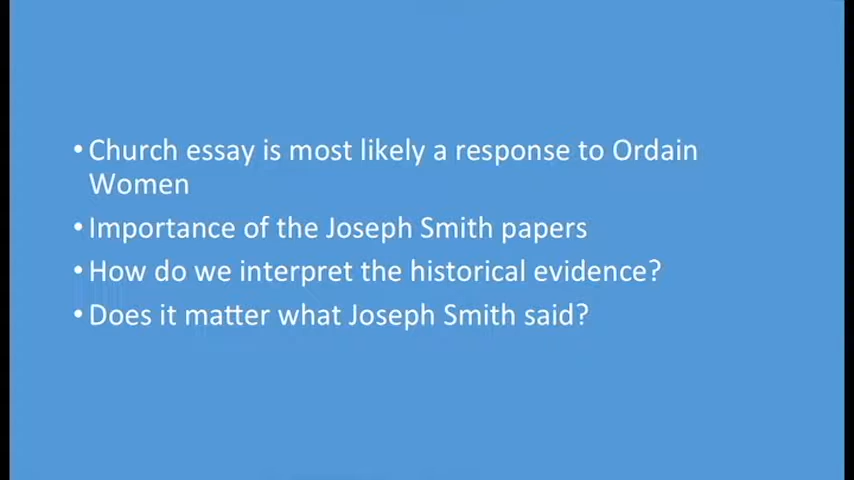 • Church essay is most likely a response to Ordain
Women
• Importance of the Joseph Smith papers
• How do we interpret the historical evidence?
• Does it matter what Joseph Smith said?